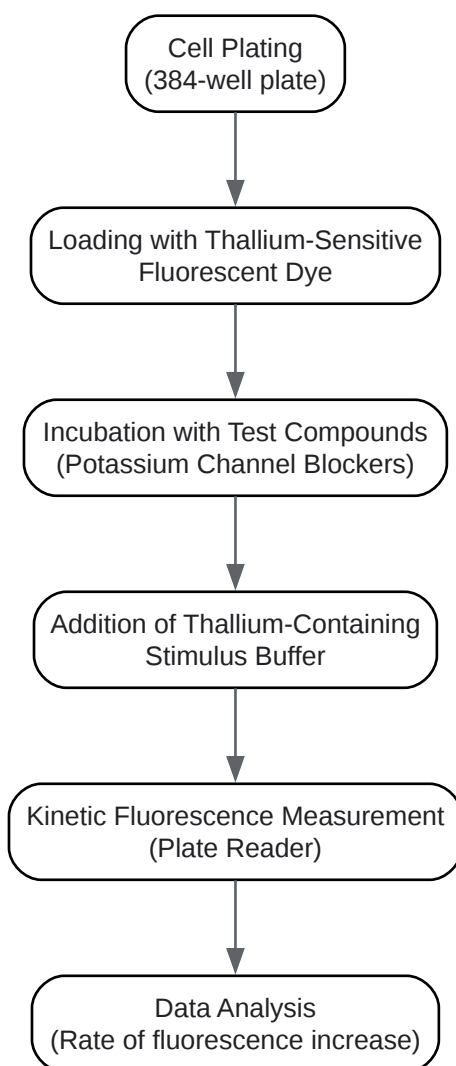 Cell Plating
(384-well plate)
Loading with Thallium-Sensitive
Fluorescent Dye
Incubation with Test Compounds
(Potassium Channel Blockers)
Addition of Thallium-Containing
Stimulus Buffer
Kinetic Fluorescence Measurement
(Plate Reader)
Data Analysis
(Rate of fluorescence increase)